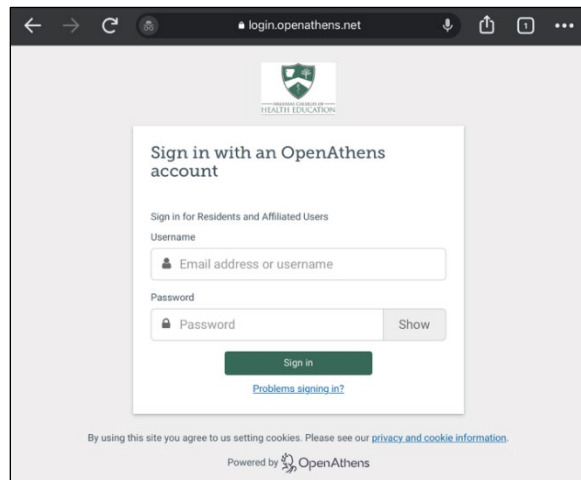 login.openathens.net
1
HEALTH EDUCATION
Sign in with an OpenAthens
account
Sign in for Residents and Affiliated Users
Username
Email address or username
Password
Password
Show
Sign in
Problems signing in?
By using this site you agree to us setting cookies. Please see our privacy and cookie information.
Powered by OpenAthens